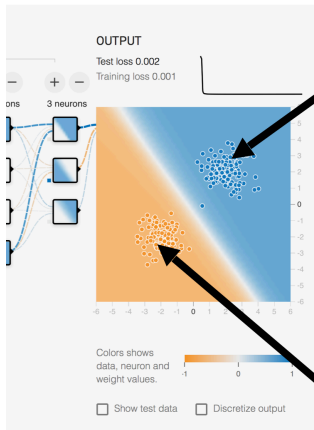 OUTPUT
Test loss 0.002
Training loss 0.001
ons
3 neurons
5
4
3
2
1
0
-1
-2
-3
-4
-5
-6
-6 -5 -4 -3 -2 -1 0 1 2 3 4 5 6
Colors shows
data, neuron and
weight values.
-1 0 1
Show test data Discretize output